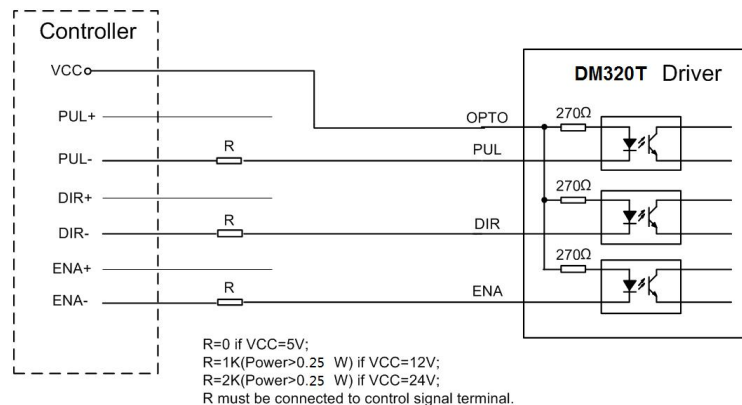 Controller
VCC
DM320T Driver
PUL+
OPTO
270Ω
PUL-
R
PUL
DIR+
270Ω
DIR-
R
DIR
ENA+
270Ω
ENA-
R
ENA
R=0 if VCC=5V;
R=1K(Power>0.25 W) if VCC=12V;
R=2K(Power>0.25 W) if VCC=24V;
R must be connected to control signal terminal.